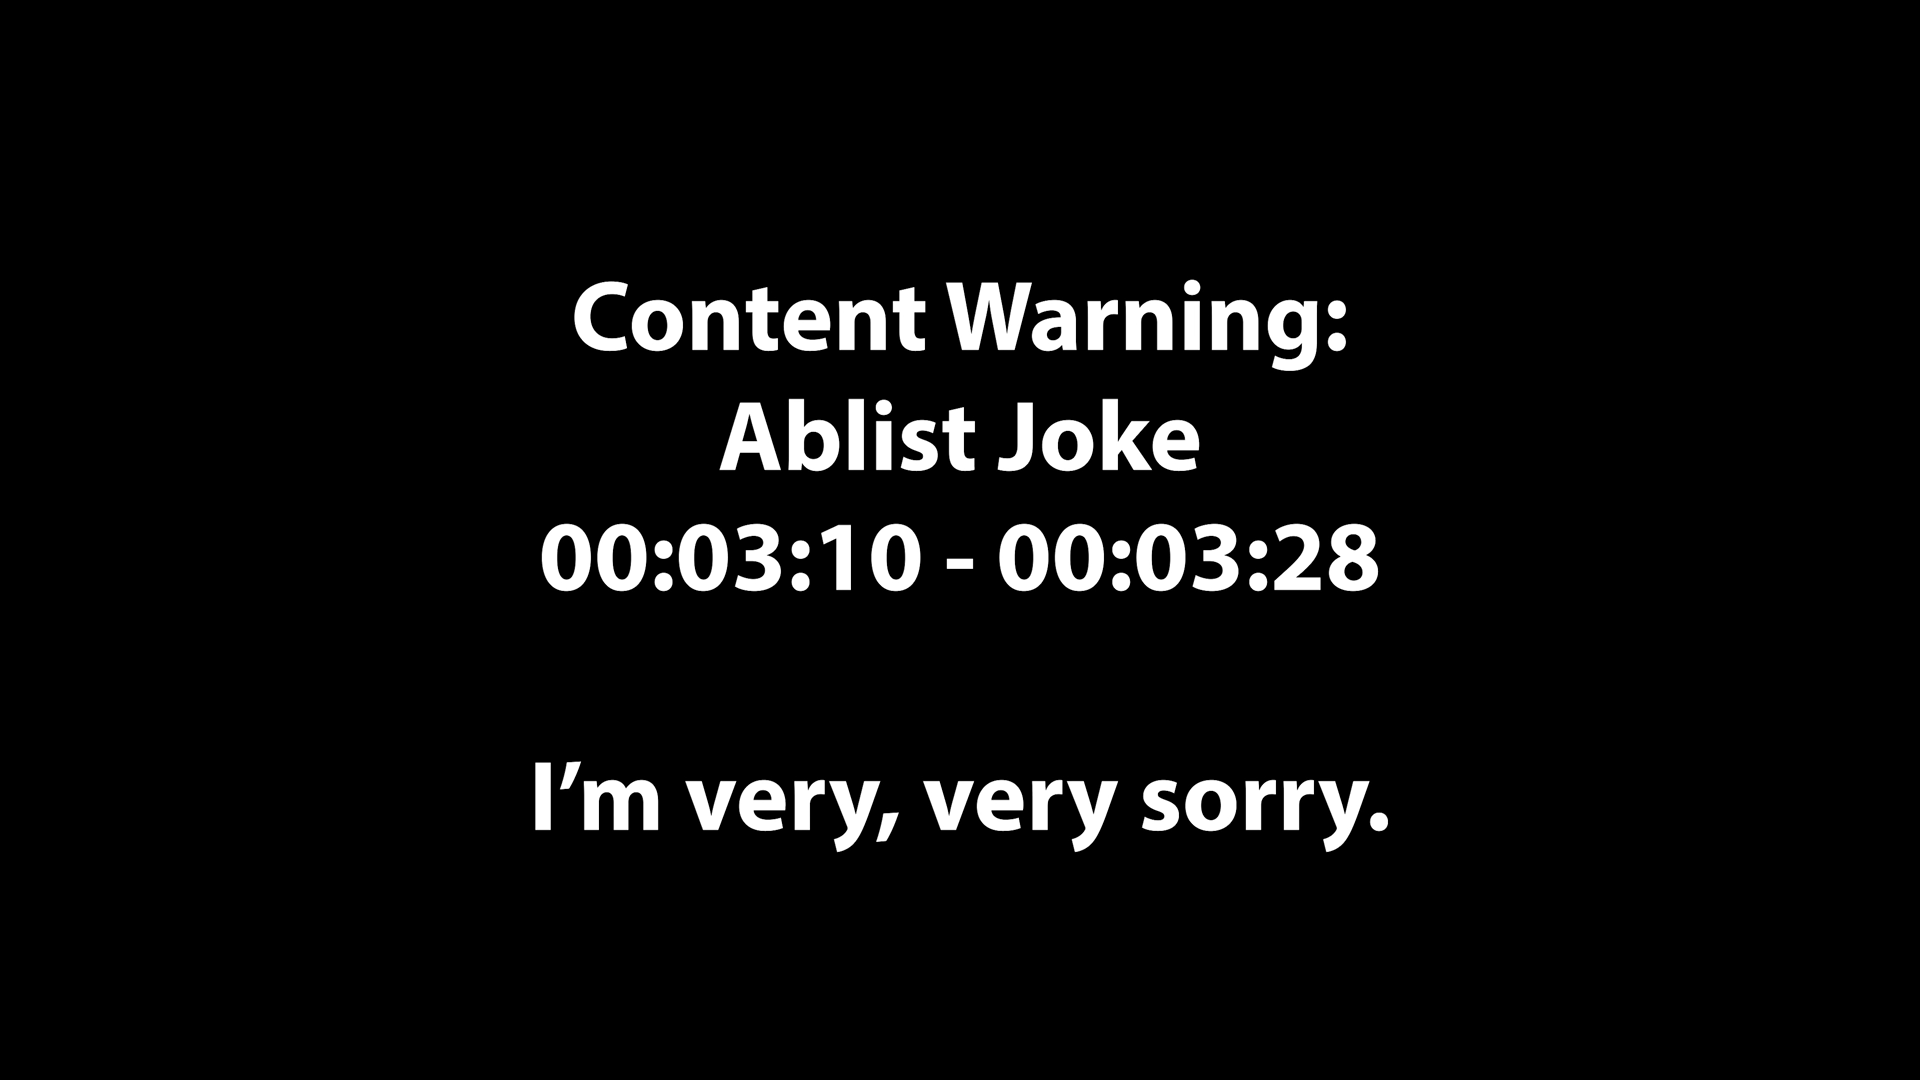 Content Warning:
Ablist Joke
00:03:10 - 00:03:28
I’m very, very sorry.